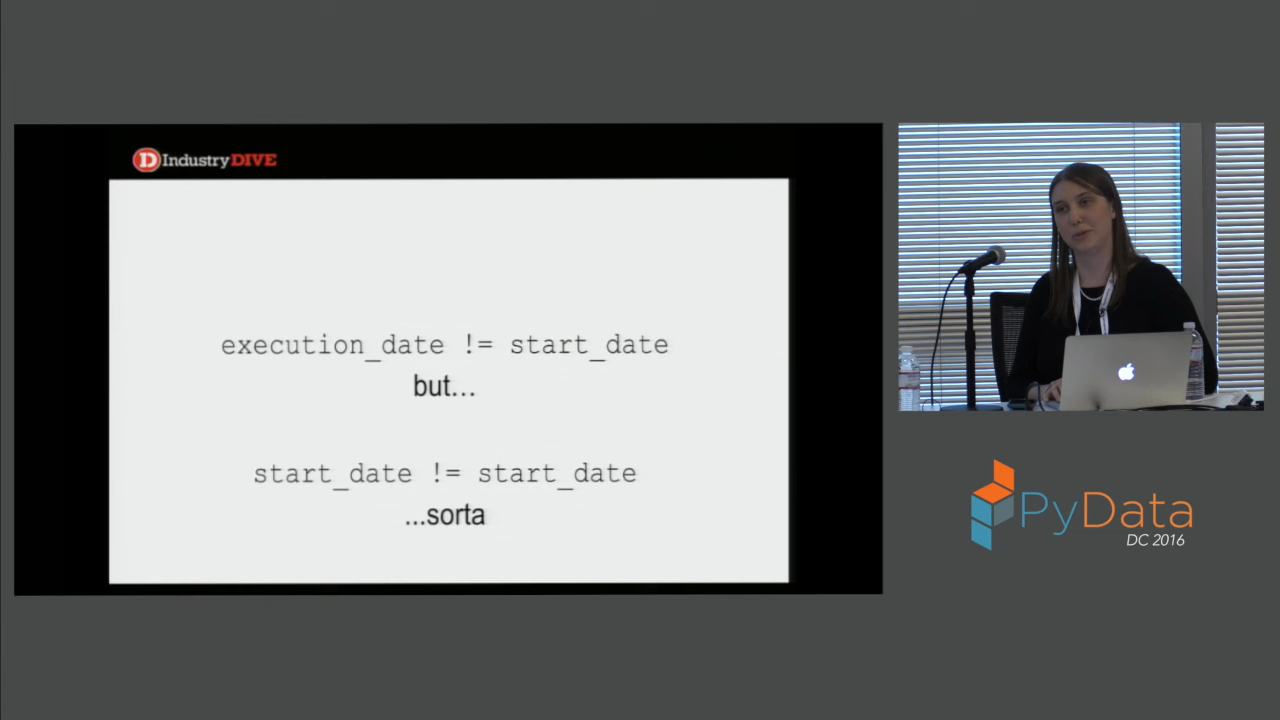 D IndustryDIVE
execution_date != start_date
but...
start_date != start_date
...sorta
PyData
DC 2016